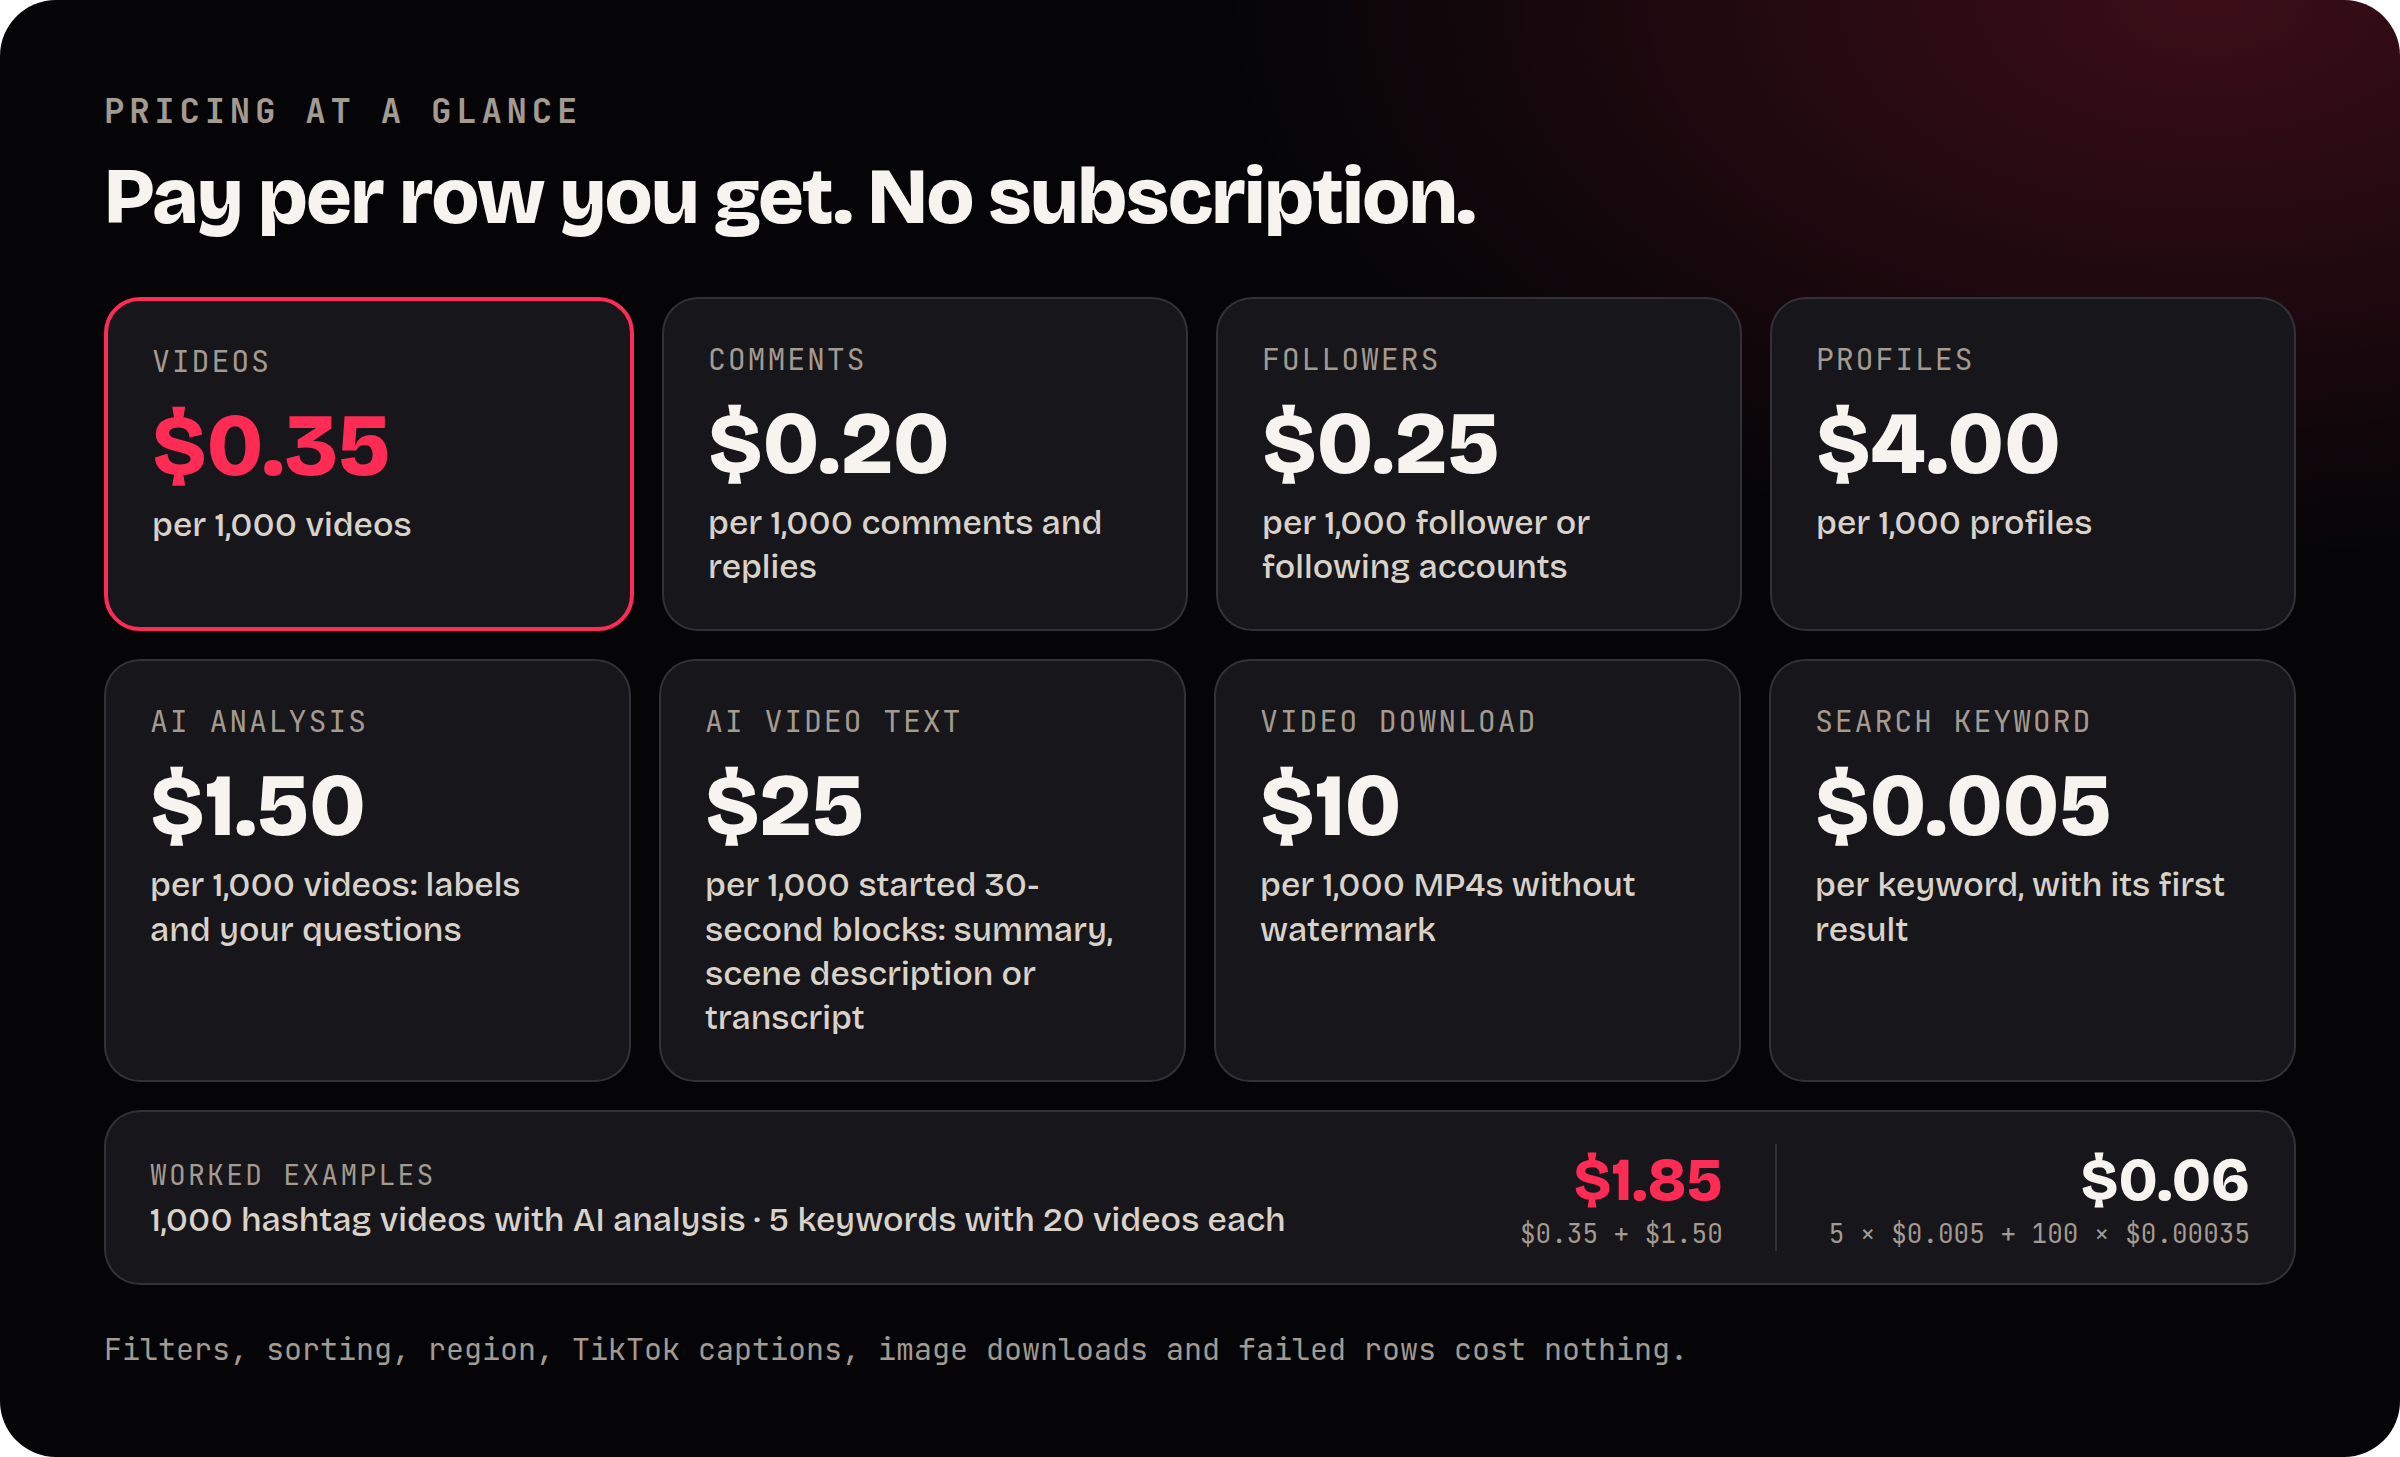 PRICING AT A GLANCE
Pay per row you get. No subscription.
VIDEOS
$0.35
per 1,000 videos
COMMENTS
$0.20
per 1,000 comments and
replies
FOLLOWERS
$0.25
per 1,000 follower or
following accounts
PROFILES
$4.00
per 1,000 profiles
AI ANALYSIS
$1.50
per 1,000 videos: labels
and your questions
AI VIDEO TEXT
$25
per 1,000 started 30-
second blocks: summary,
scene description or
transcript
VIDEO DOWNLOAD
$10
per 1,000 MP4s without
watermark
SEARCH KEYWORD
$0.005
per keyword, with its first
result
WORKED EXAMPLES
1,000 hashtag videos with AI analysis · 5 keywords with 20 videos each
$1.85
$0.35 + $1.50
$0.06
5 × $0.005 + 100 × $0.00035
Filters, sorting, region, TikTok captions, image downloads and failed rows cost nothing.